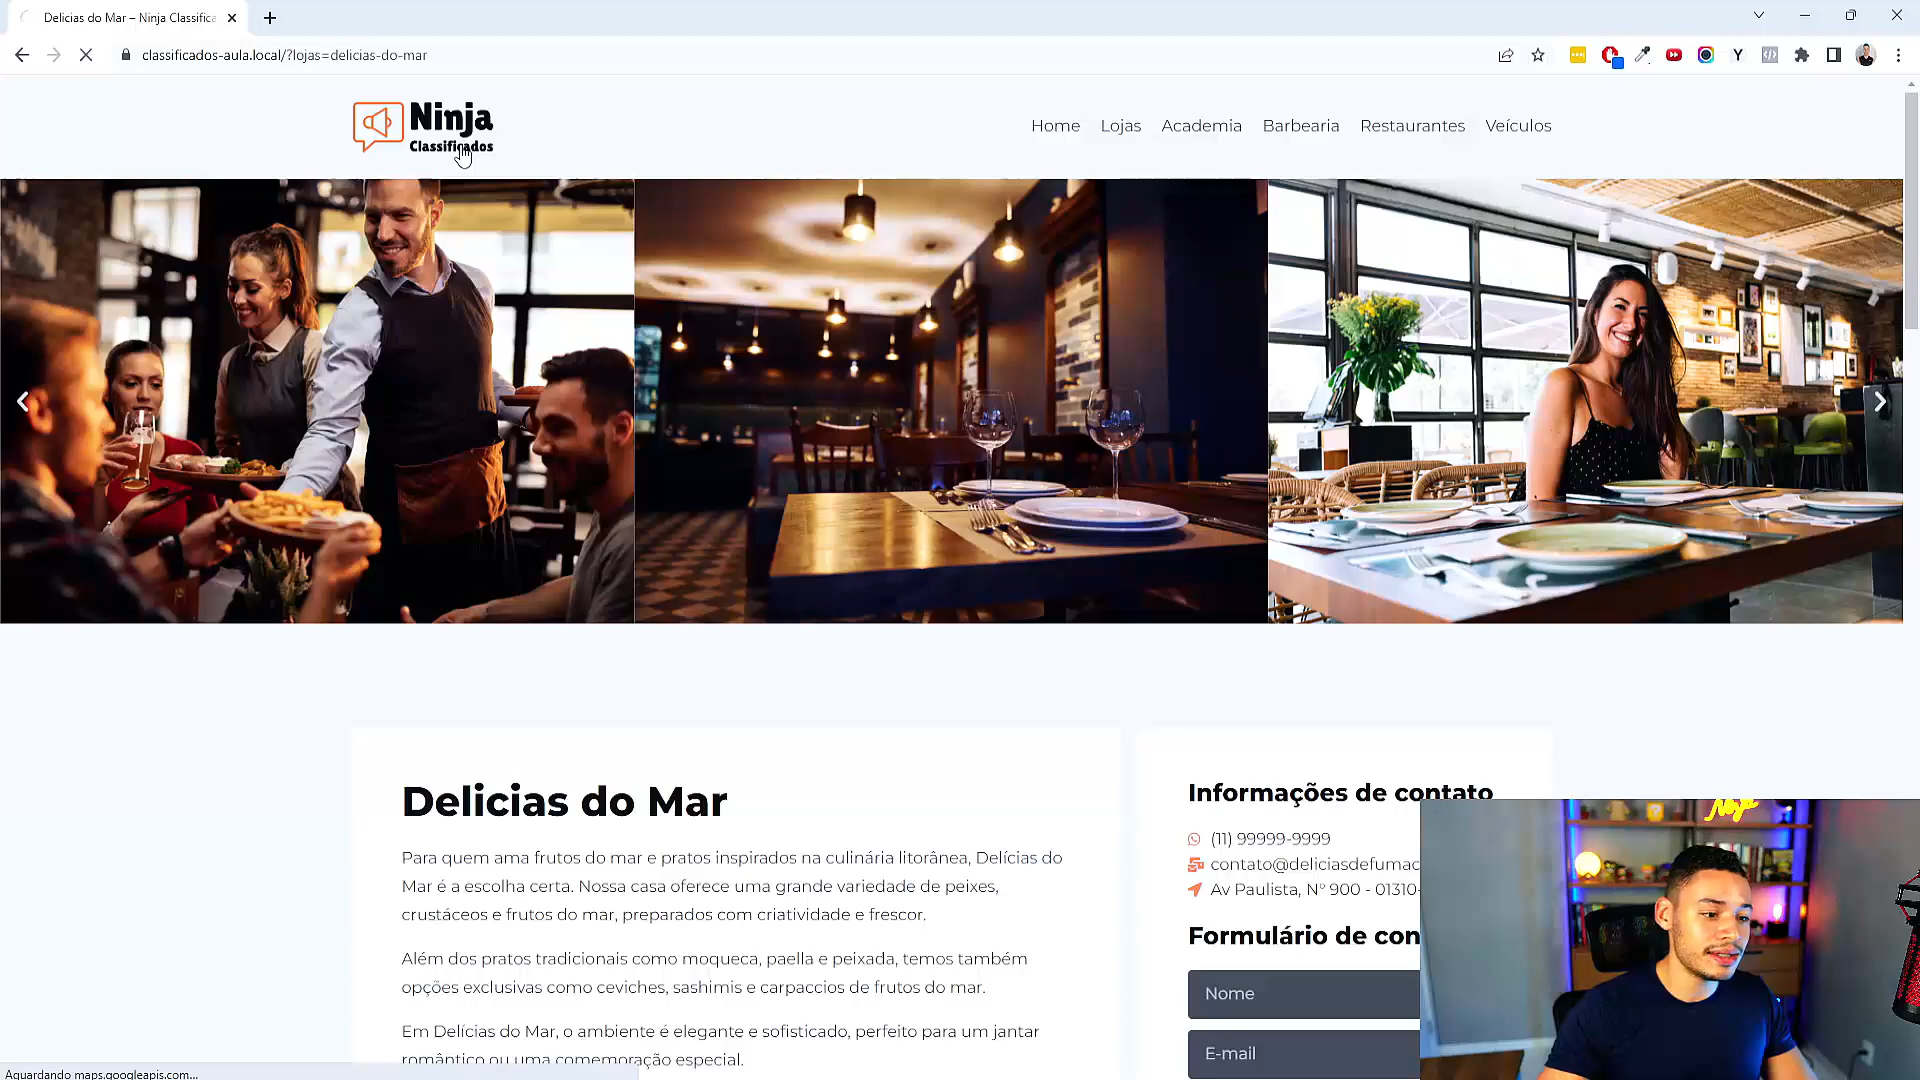 Delicias do Mar – Ninja Classifica
classificados-aula.local/?lojas=delicias-do-mar
Y
Ninja
Classificados
Home Lojas Academia Barbearia Restaurantes Veículos
Delicias do Mar
Para quem ama frutos do mar e pratos inspirados na culinária litorânea, Delícias do
Mar é a escolha certa. Nossa casa oferece uma grande variedade de peixes,
crustáceos e frutos do mar, preparados com criatividade e frescor.
Além dos pratos tradicionais como moqueca, paella e peixada, temos também
opções exclusivas como ceviches, sashimis e carpaccios de frutos do mar.
Em Delícias do Mar, o ambiente é elegante e sofisticado, perfeito para um jantar
romântico ou uma comemoração especial.
Informações de contato
(11) 99999-9999
contato@deliciasdefumac
Av Paulista, Nº 900 - 01310-
Formulário de con
Nome
E-mail
Aguardando maps.googleapis.com...